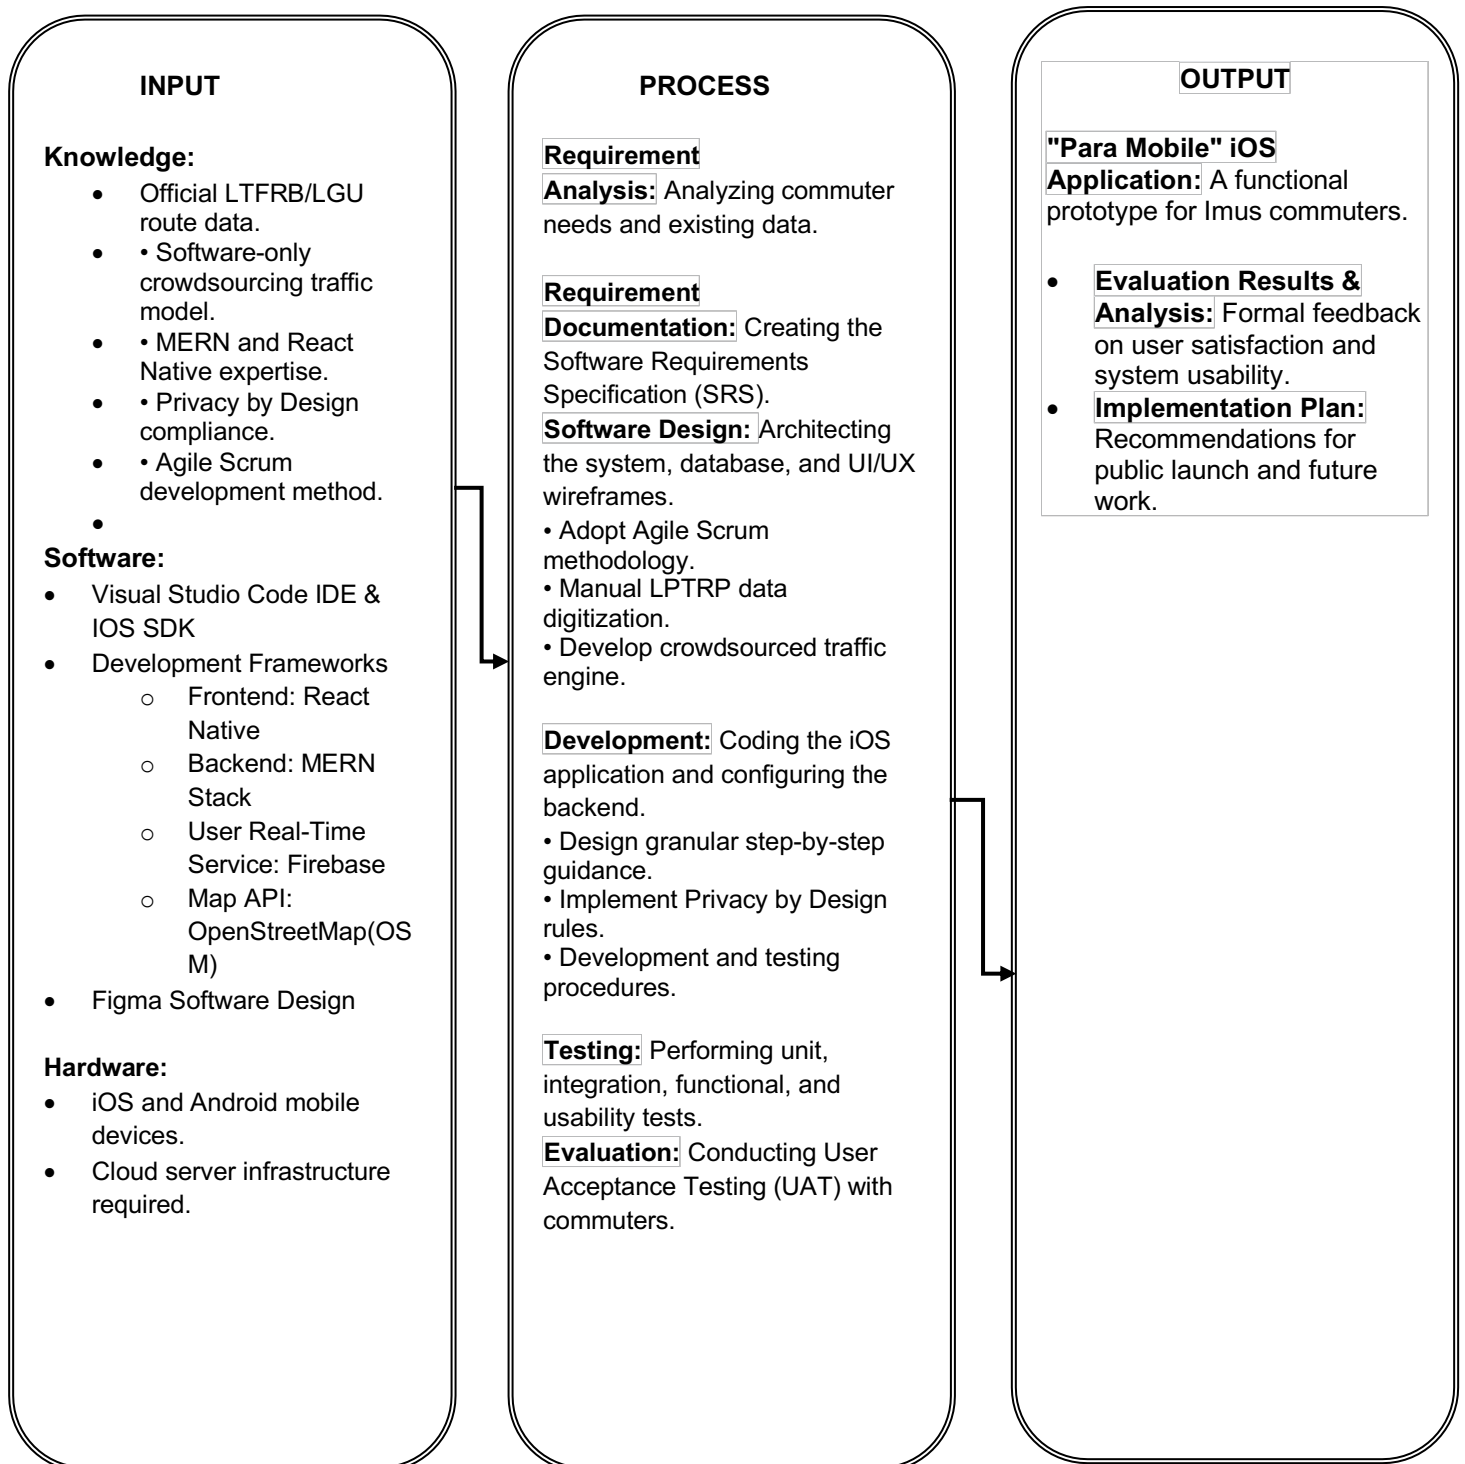 INPUT
Knowledge:
• Official LTFRB/LGU
route data.
• • Software-only
crowdsourcing traffic
model.
• • MERN and React
Native expertise.
• • Privacy by Design
compliance.
• • Agile Scrum
development method.
•
Software:
• Visual Studio Code IDE &
IOS SDK
• Development Frameworks
o Frontend: React
Native
o Backend: MERN
Stack
o User Real-Time
Service: Firebase
o Map API:
OpenStreetMap(OS
M)
• Figma Software Design
Hardware:
• iOS and Android mobile
devices.
• Cloud server infrastructure
required.
PROCESS
Requirement
Analysis: Analyzing commuter
needs and existing data.
Requirement
Documentation: Creating the
Software Requirements
Specification (SRS).
Software Design: Architecting
the system, database, and UI/UX
wireframes.
• Adopt Agile Scrum
methodology.
• Manual LPTRP data
digitization.
• Develop crowdsourced traffic
engine.
Development: Coding the iOS
application and configuring the
backend.
• Design granular step-by-step
guidance.
• Implement Privacy by Design
rules.
• Development and testing
procedures.
Testing: Performing unit,
integration, functional, and
usability tests.
Evaluation: Conducting User
Acceptance Testing (UAT) with
commuters.
OUTPUT
"Para Mobile" iOS
Application: A functional
prototype for Imus commuters.
• Evaluation Results &
Analysis: Formal feedback
on user satisfaction and
system usability.
• Implementation Plan:
Recommendations for
public launch and future
work.